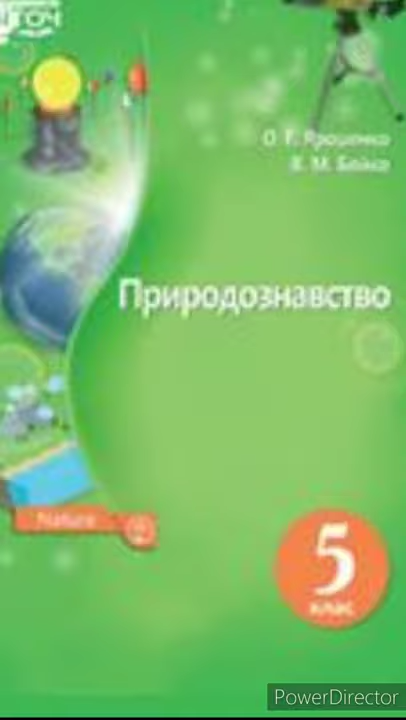 О. Г. Ярошенко
В. М. Бойко
Природознавство
Nature
5
клас
PowerDirector